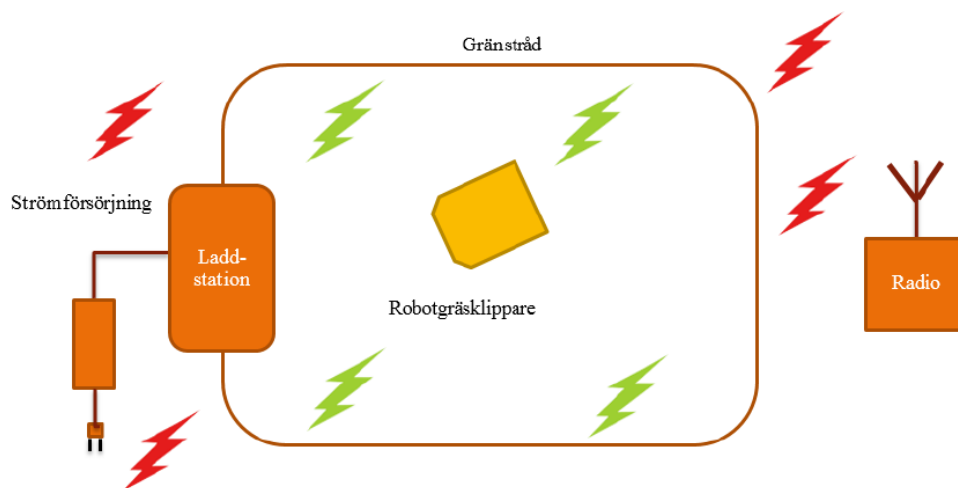 Gränstråd
Strömförsörjning
Ladd-
station
Robotgräsklippare
Radio